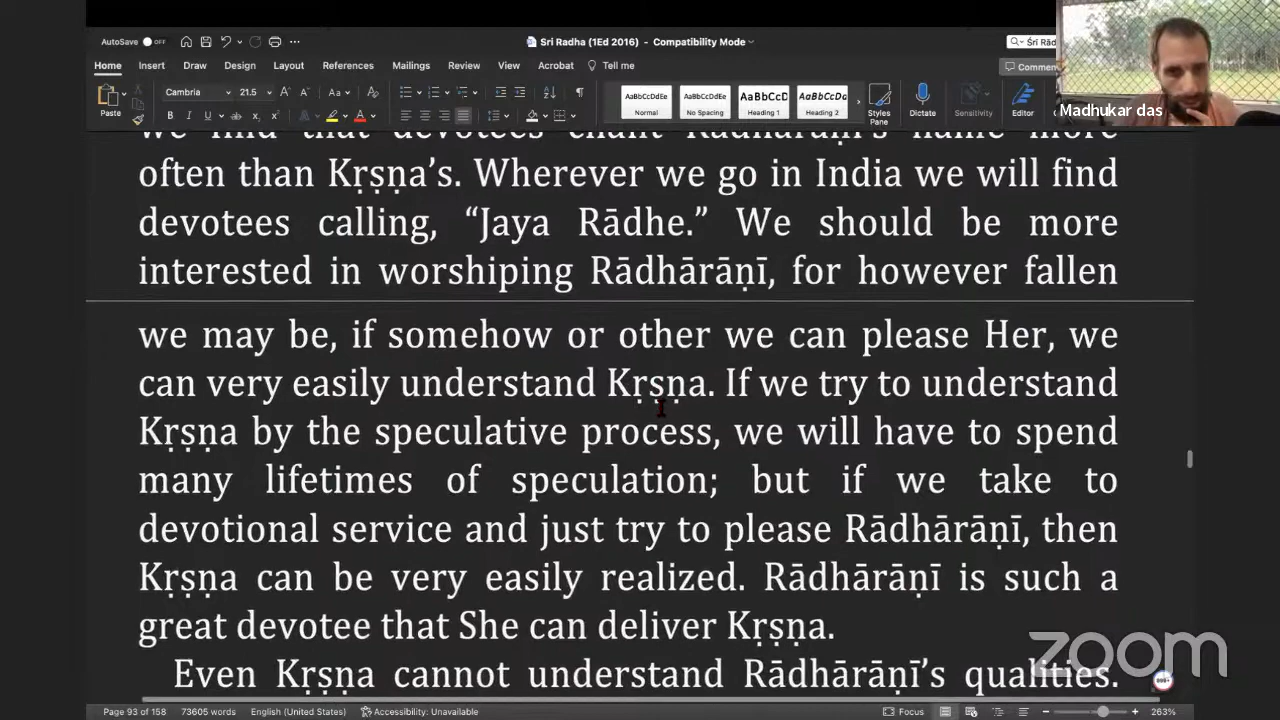 AutoSave OFF
Sri Radha (1Ed 2016) - Compatibility Mode
Śrī Rād
Home Insert Draw Design Layout References Mailings Review View Acrobat Tell me
Commen
Madhukar das
Paste
Cambria 21.5
AaBbCcDdEe Normal
AaBbCcDdEe No Spacing
AaBbCcD Heading 1
AaBbCcDc Heading 2
Styles Pane
Dictate
Sensitivity
Editor
often than Kṛṣṇa’s. Wherever we go in India we will find
devotees calling, “Jaya Rādhe.” We should be more
interested in worshiping Rādhārāṇī, for however fallen
we may be, if somehow or other we can please Her, we
can very easily understand Kṛṣṇa. If we try to understand
Kṛṣṇa by the speculative process, we will have to spend
many lifetimes of speculation; but if we take to
devotional service and just try to please Rādhārāṇī, then
Kṛṣṇa can be very easily realized. Rādhārāṇī is such a
great devotee that She can deliver Kṛṣṇa.
Even Kṛṣṇa cannot understand Rādhārāṇī’s qualities.
zoom
Page 93 of 158 73605 words English (United States) Accessibility: Unavailable Focus 263%